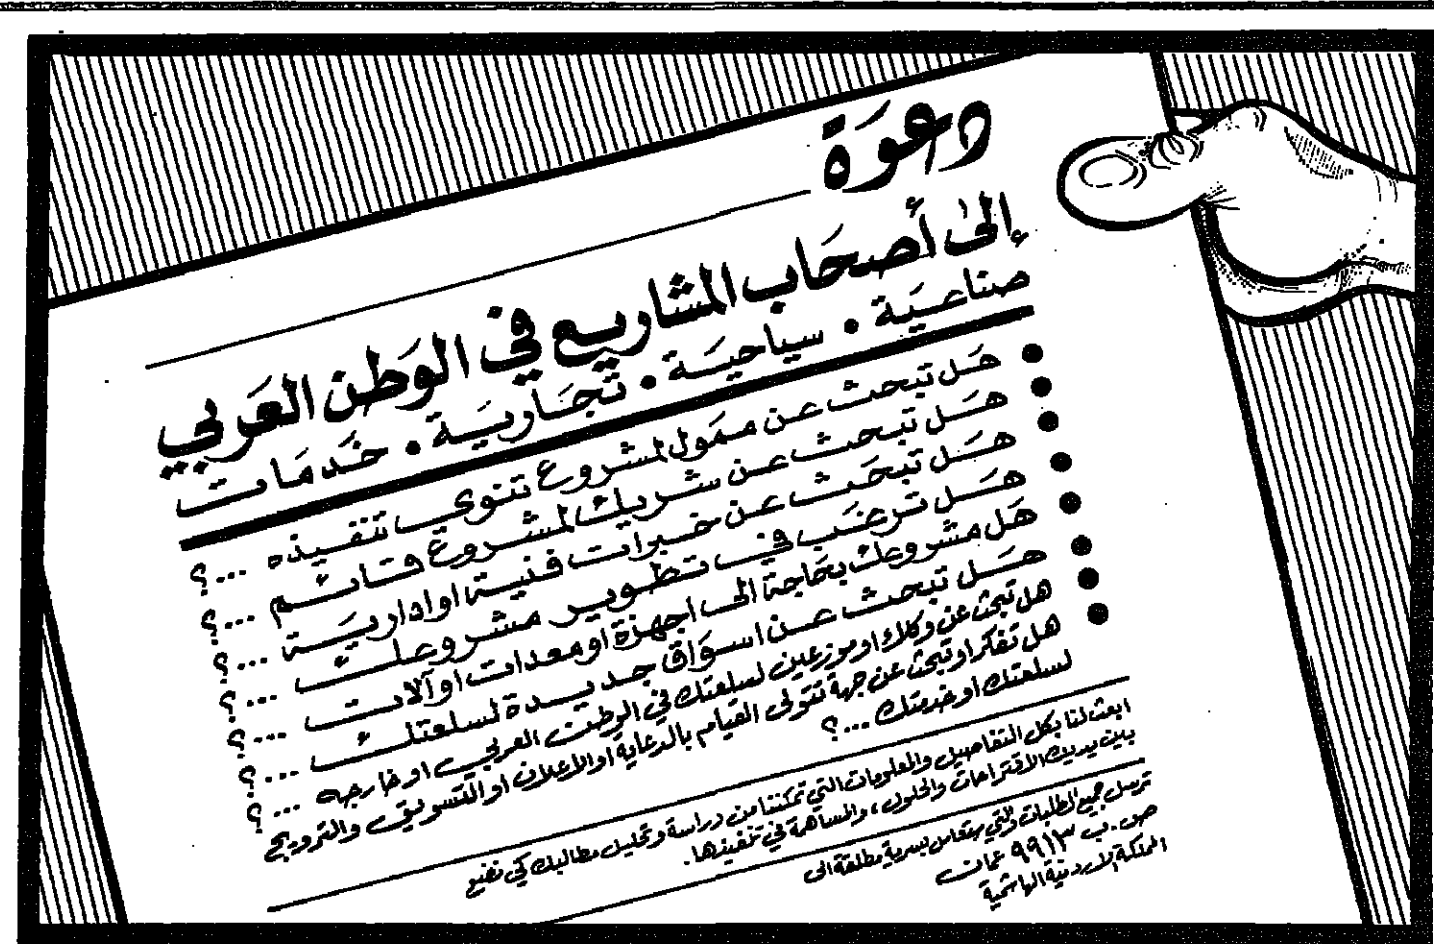 دعوة
إلى أصحاب المشاريع في الوطن العربي
صناعية • سياحية • تجارية • خدمات
• هل تبحث عن ممول لمشروع تنوي تنفيذه ...؟
• هل تبحث عن شريك لمشروع قائم ...؟
• هل تبحث عن خبرات فنية او ادارية ...؟
• هل ترغب في تطوير مشروعك ...؟
• هل مشروعك بحاجة الى اجهزة او معدات او آلات ...؟
• هل تبحث عن اسواق جديدة لسلعتك ...؟
• هل تبحث عن وكلاء او موزعين لسلعتك في الوطن العربي او خارجه ...؟
• هل تفكر او تبحث عن جهة تتولى القيام بالدعاية او الاعلان او التسويق والترويج
لسلعتك او خدمتك ...؟
ابعث لنا بكل التفاصيل والمعلومات التي تمكننا من دراسة وتحليل مطالبك كي نضع
بين يديك الاقتراحات والحلول، والمساهمة في تنفيذها.
ترسل جميع الطلبات والتي ستعامل بسرية مطلقة الى
ص.ب ٩٩١٣ عمان
المملكة الاردنية الهاشمية